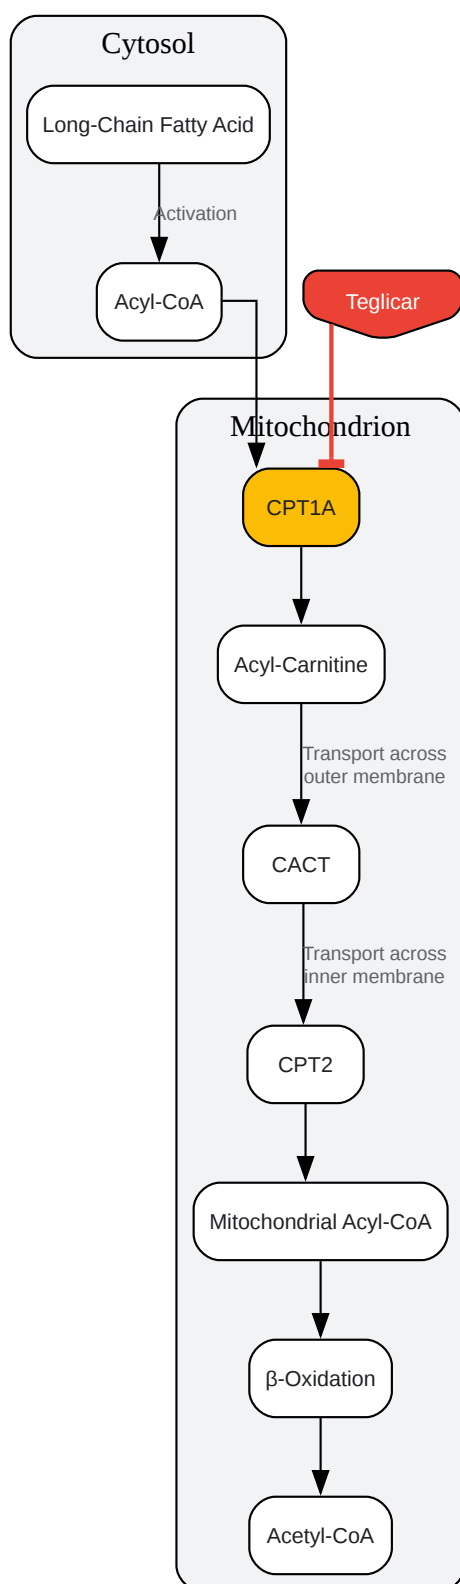 Cytosol
Long-Chain Fatty Acid
Activation
Acyl-CoA
Teglicar
Mitochondrion
CPT1A
Acyl-Carnitine
Transport across
outer membrane
CACT
Transport across
inner membrane
CPT2
Mitochondrial Acyl-CoA
β-Oxidation
Acetyl-CoA